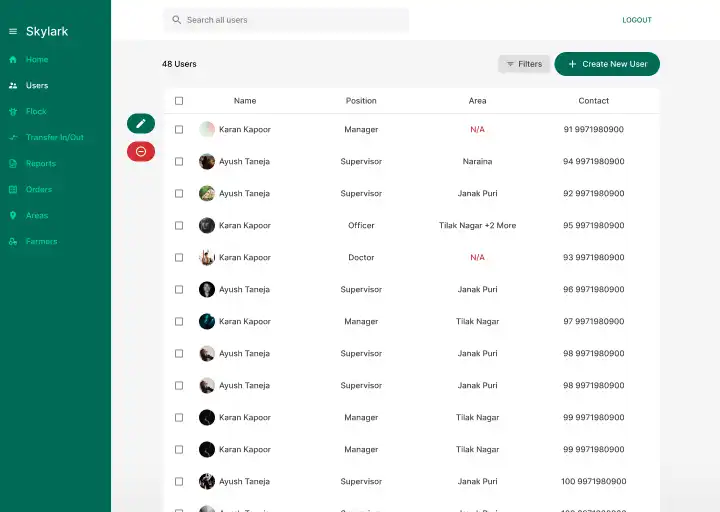 Skylark
Home
Users
Flock
Transfer In/Out
Reports
Orders
Areas
Farmers
Search all users
LOGOUT
48 Users
Filters
Create New User
Name Position Area Contact
Karan Kapoor Manager N/A 91 9971980900
Ayush Taneja Supervisor Naraina 94 9971980900
Ayush Taneja Supervisor Janak Puri 92 9971980900
Karan Kapoor Officer Tilak Nagar +2 More 95 9971980900
Karan Kapoor Doctor N/A 93 9971980900
Ayush Taneja Supervisor Janak Puri 96 9971980900
Karan Kapoor Manager Tilak Nagar 97 9971980900
Ayush Taneja Supervisor Janak Puri 98 9971980900
Ayush Taneja Supervisor Janak Puri 98 9971980900
Karan Kapoor Manager Tilak Nagar 99 9971980900
Karan Kapoor Manager Tilak Nagar 99 9971980900
Ayush Taneja Supervisor Janak Puri 100 9971980900